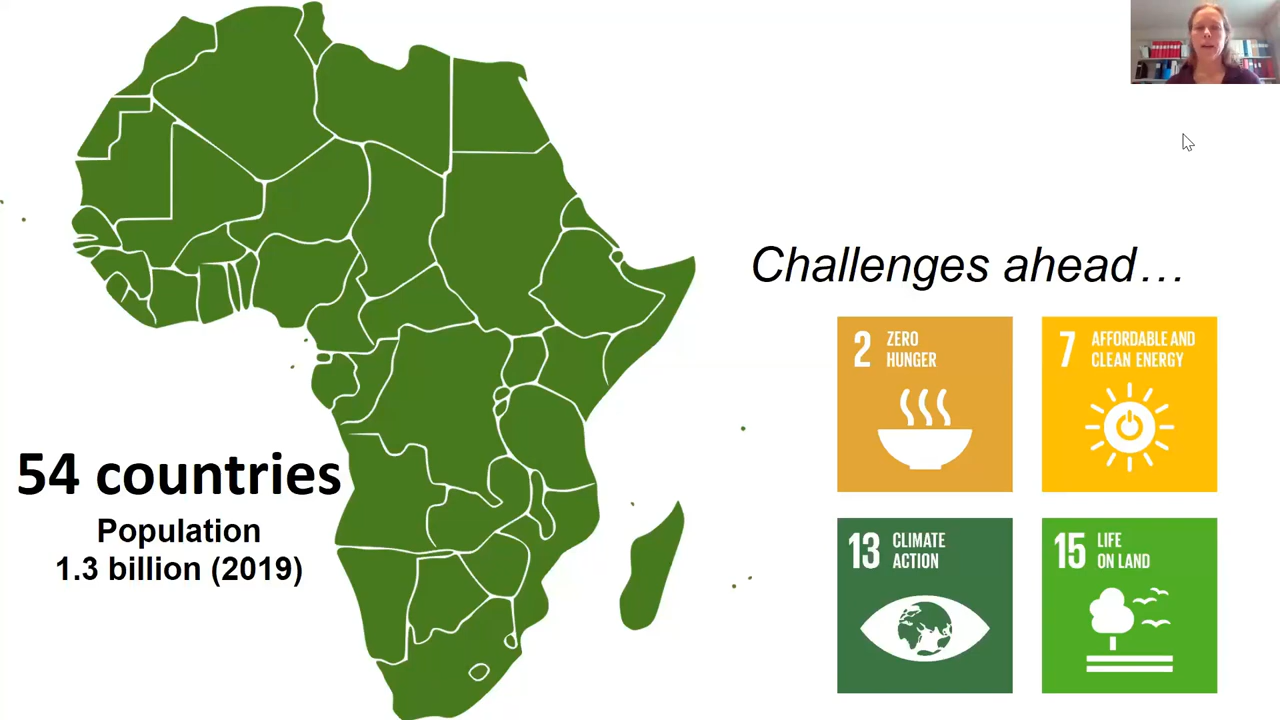 54 countries
Population
1.3 billion (2019)
Challenges ahead…
2 ZERO
HUNGER
7 AFFORDABLE AND
CLEAN ENERGY
13 CLIMATE
ACTION
15 LIFE
ON LAND